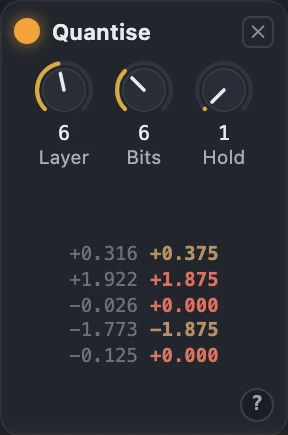 Quantise
6 6 1
Layer Bits Hold
+0.316 +0.375
+1.922 +1.875
−0.026 +0.000
−1.773 −1.875
−0.125 +0.000
?